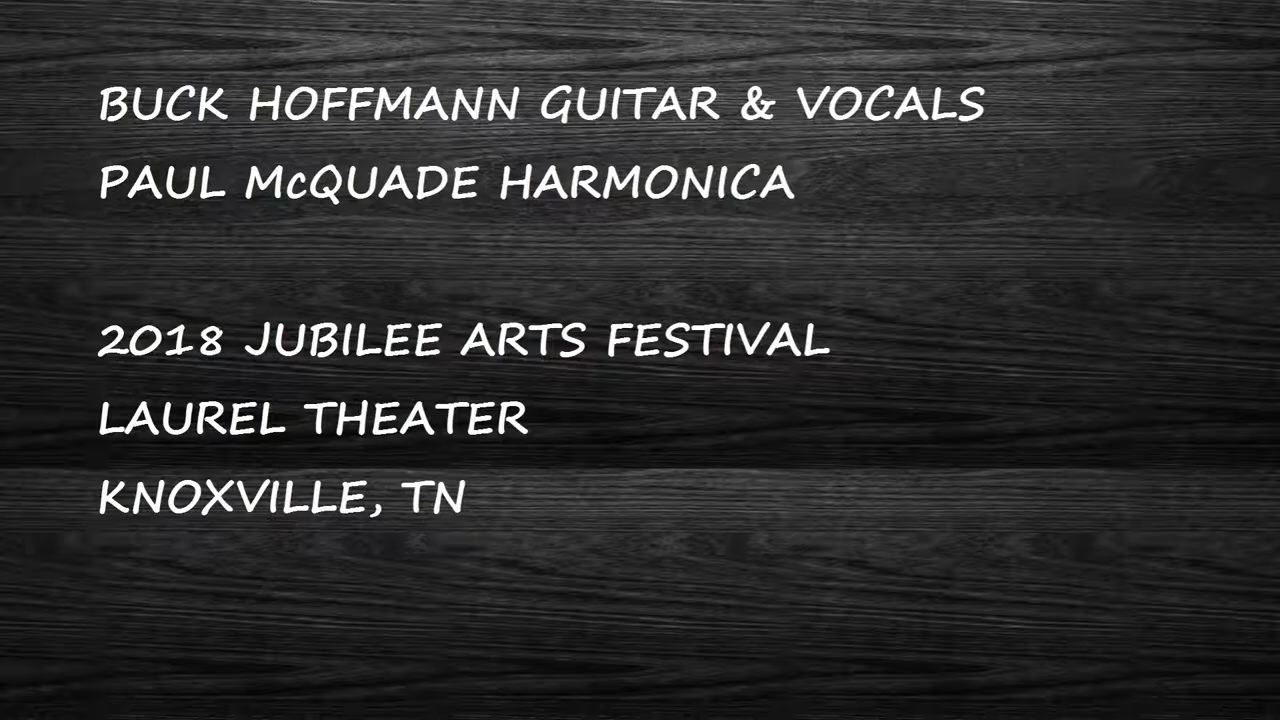 BUCK HOFFMANN GUITAR & VOCALS
PAUL McQUADE HARMONICA
2018 JUBILEE ARTS FESTIVAL
LAUREL THEATER
KNOXVILLE, TN